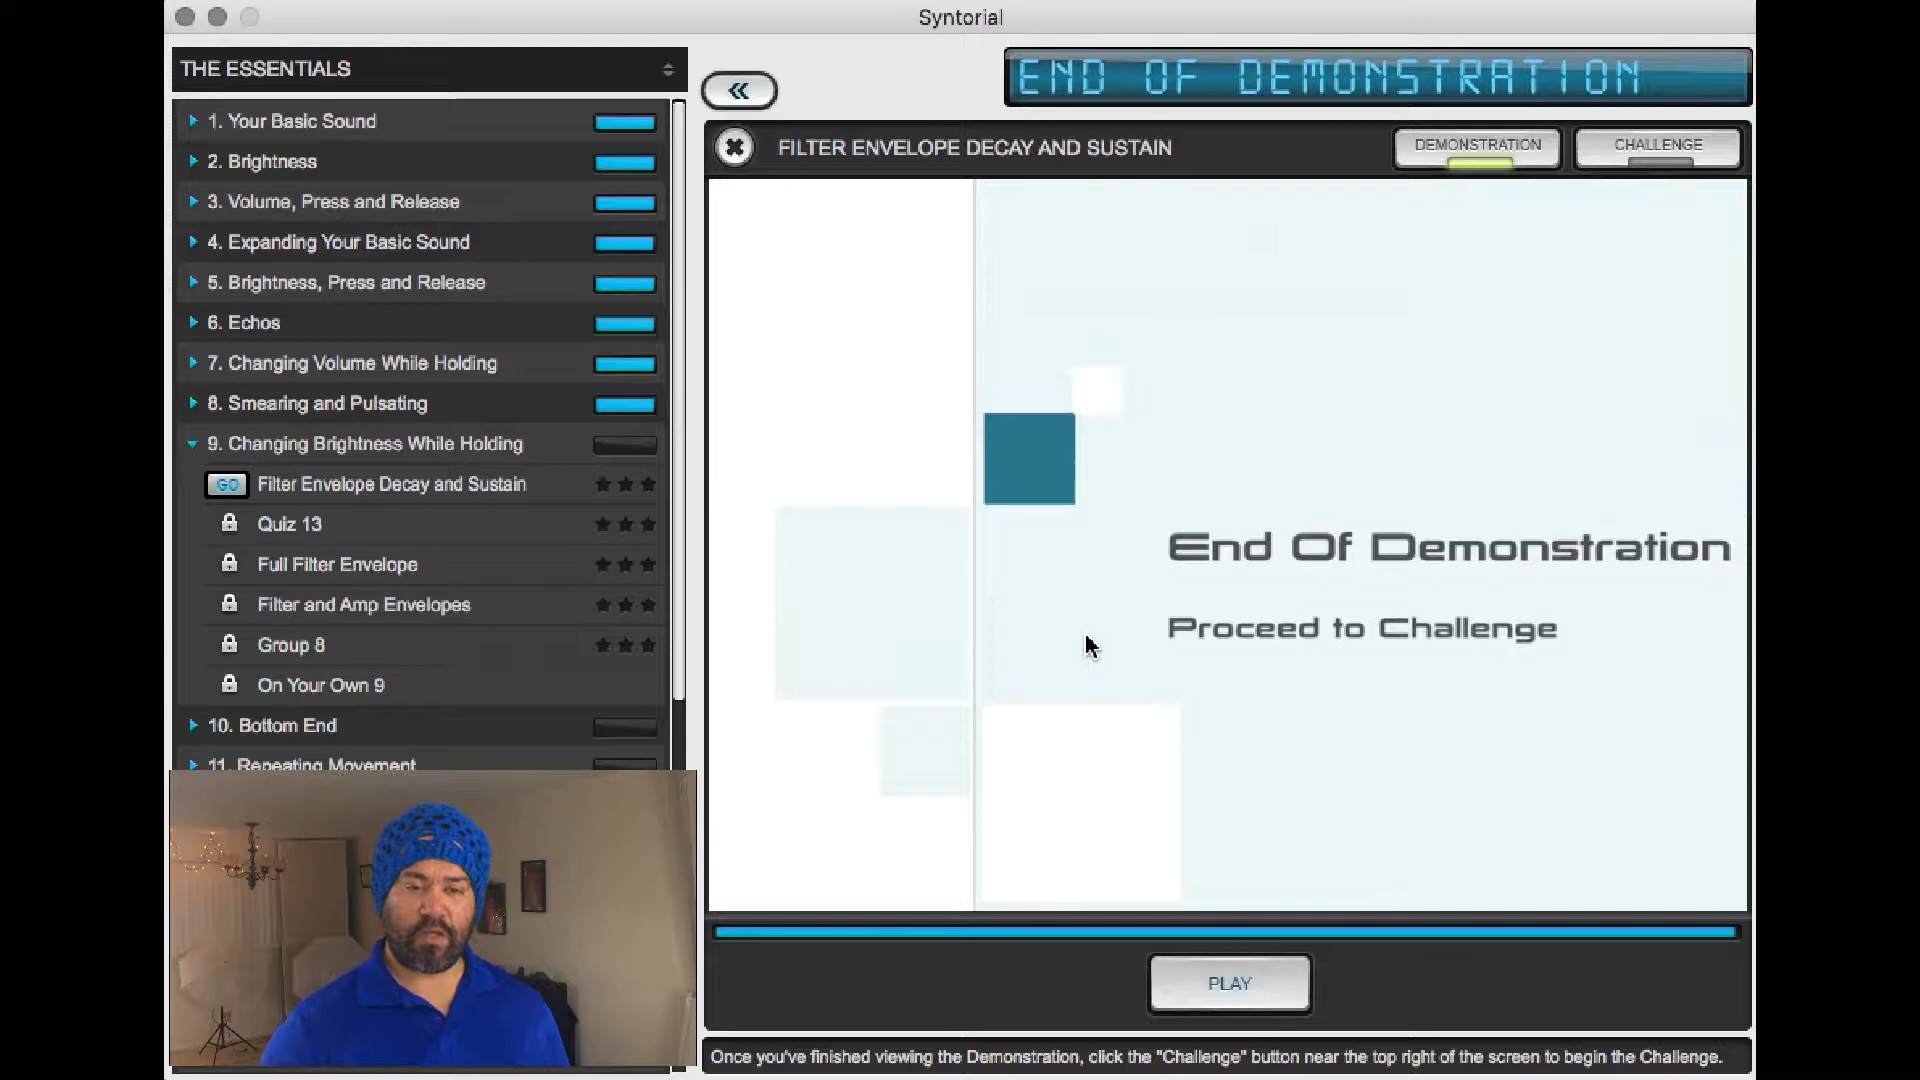 Syntorial
THE ESSENTIALS
END OF DEMONSTRATION
1. Your Basic Sound
2. Brightness
3. Volume, Press and Release
4. Expanding Your Basic Sound
5. Brightness, Press and Release
6. Echos
7. Changing Volume While Holding
8. Smearing and Pulsating
9. Changing Brightness While Holding
GO Filter Envelope Decay and Sustain
Quiz 13
Full Filter Envelope
Filter and Amp Envelopes
Group 8
On Your Own 9
10. Bottom End
11. Repeating Movement
FILTER ENVELOPE DECAY AND SUSTAIN
DEMONSTRATION
CHALLENGE
End Of Demonstration
Proceed to Challenge
PLAY
Once you've finished viewing the Demonstration, click the "Challenge" button near the top right of the screen to begin the Challenge.